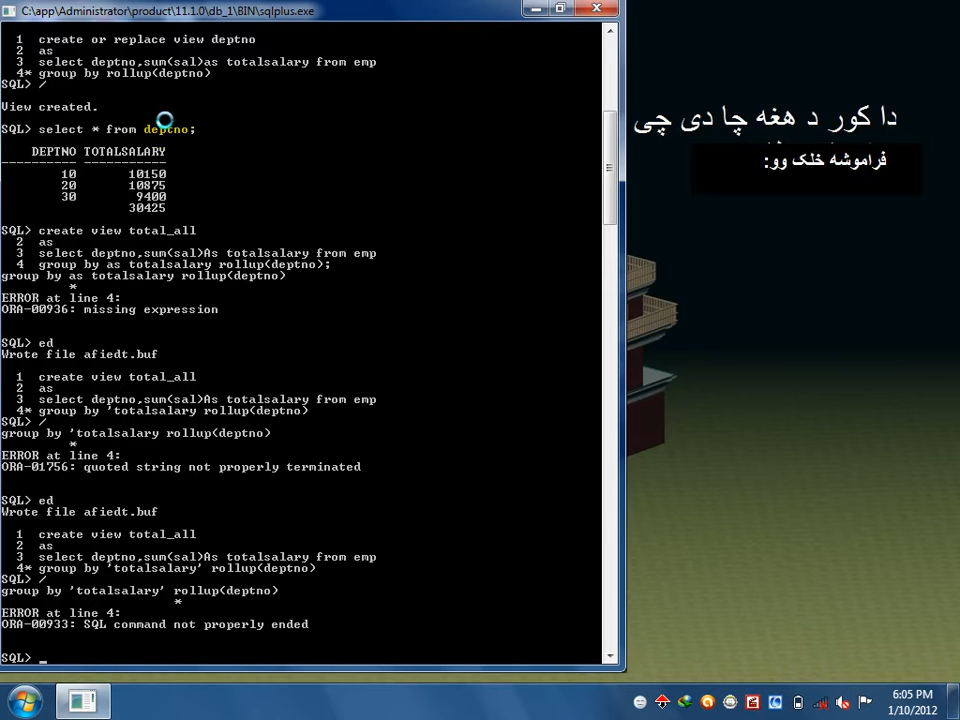 C:\app\Administrator\product\11.1.0\db_1\BIN\sqlplus.exe
1 create or replace view deptno
2 as
3 select deptno,sum(sal)as totalsalary from emp
4* group by rollup(deptno)
SQL> /
View created.
SQL> select * from deptno;
DEPTNO TOTALSALARY
---------- -----------
10 10150
20 10875
30 9400
30425
SQL> create view total_all
2 as
3 select deptno,sum(sal)As totalsalary from emp
4 group by as totalsalary rollup(deptno);
group by as totalsalary rollup(deptno)
*
ERROR at line 4:
ORA-00936: missing expression
SQL> ed
Wrote file afiedt.buf
1 create view total_all
2 as
3 select deptno,sum(sal)As totalsalary from emp
4* group by 'totalsalary rollup(deptno)
SQL> /
group by 'totalsalary rollup(deptno)
*
ERROR at line 4:
ORA-01756: quoted string not properly terminated
SQL> ed
Wrote file afiedt.buf
1 create view total_all
2 as
3 select deptno,sum(sal)As totalsalary from emp
4* group by 'totalsalary' rollup(deptno)
SQL> /
group by 'totalsalary' rollup(deptno)
*
ERROR at line 4:
ORA-00933: SQL command not properly ended
SQL> _
دا کور د هغه چا دی چی
فراموشه خلک وو:
6:05 PM
1/10/2012